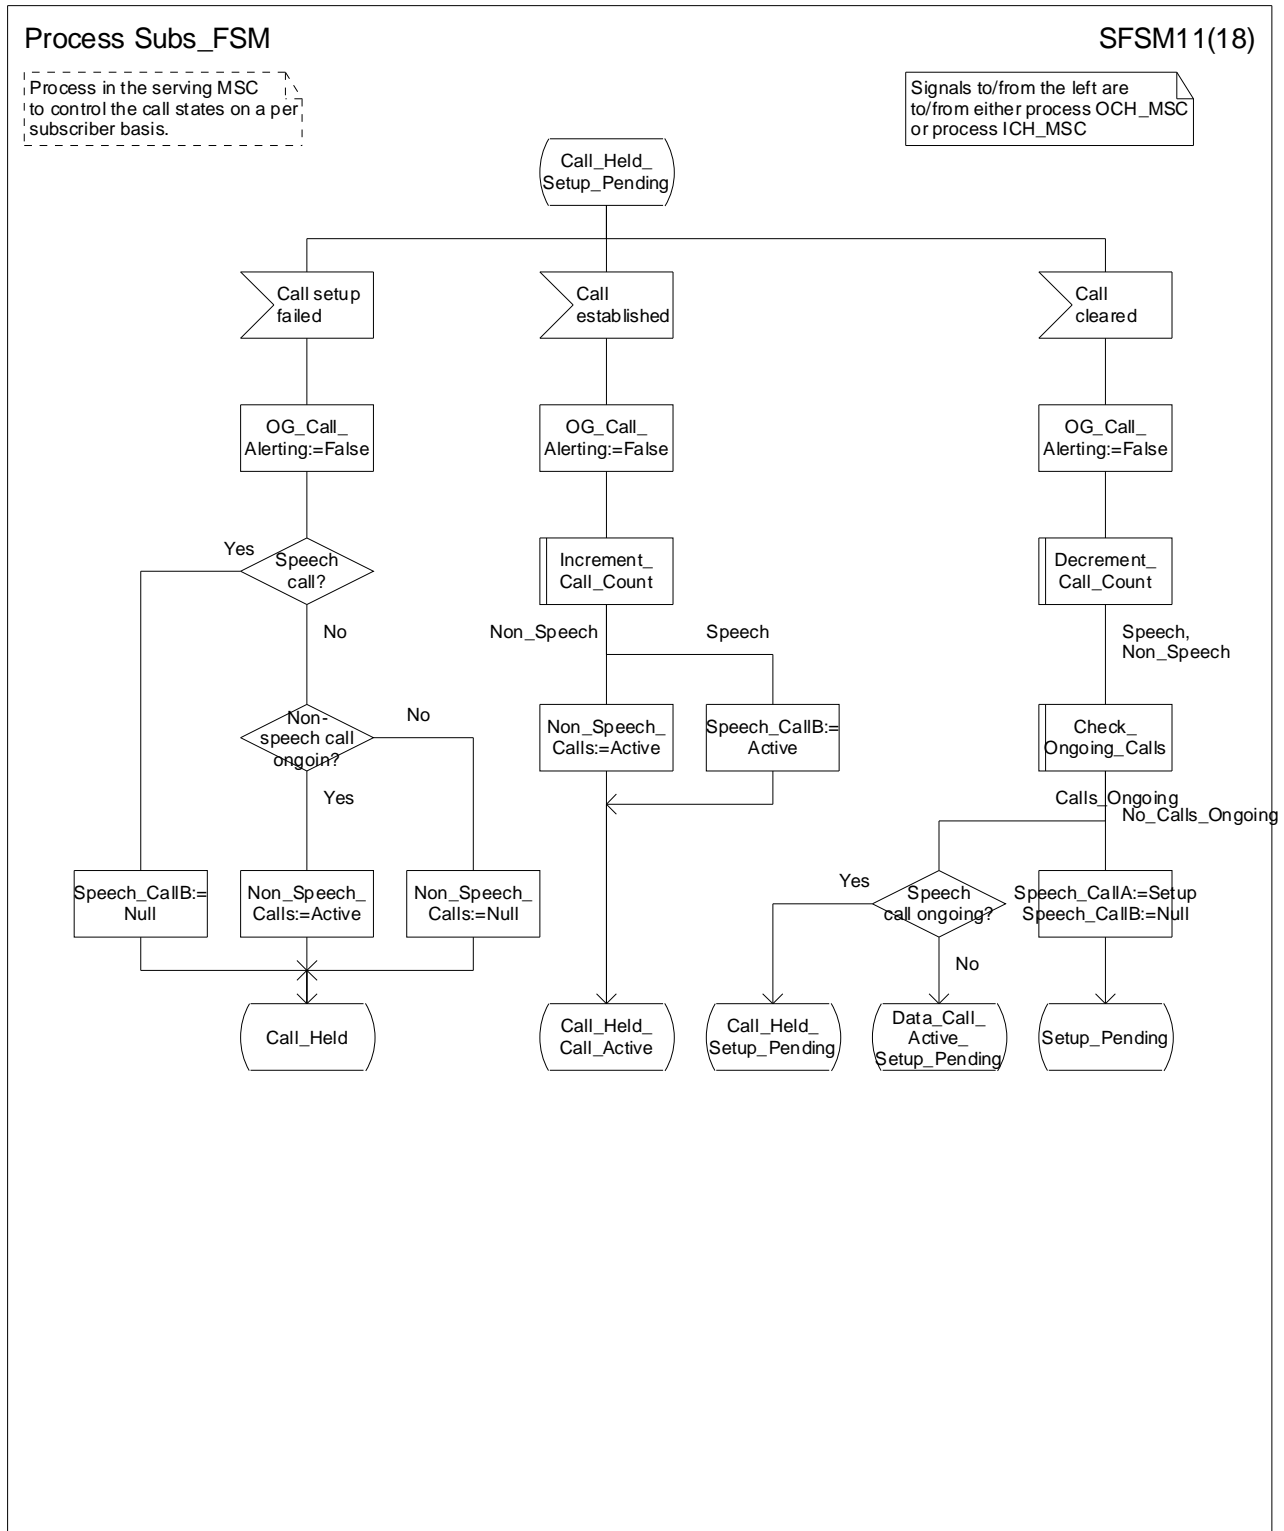 Process Subs_FSM
SFSM11(18)
Process in the serving MSC
to control the call states on a per
subscriber basis.
Signals to/from the left are
to/from either process OCH_MSC
or process ICH_MSC
Call_Held_
Setup_Pending
Call setup
failed
Call
established
Call
cleared
OG_Call_
Alerting:=False
OG_Call_
Alerting:=False
OG_Call_
Alerting:=False
Yes
Speech
call?
No
Increment_
Call_Count
Decrement_
Call_Count
Non_Speech
Speech
Speech,
Non_Speech
Non-
speech call
ongoin?
No
Yes
Non_Speech_
Calls:=Active
Speech_CallB:=
Active
Check_
Ongoing_Calls
Calls_Ongoing
No_Calls_Ongoing
Speech_CallB:=
Null
Non_Speech_
Calls:=Active
Non_Speech_
Calls:=Null
Yes
Speech
call ongoing?
No
Speech_CallA:=Setup
Speech_CallB:=Null
Call_Held
Call_Held_
Call_Active
Call_Held_
Setup_Pending
Data_Call_
Active_
Setup_Pending
Setup_Pending